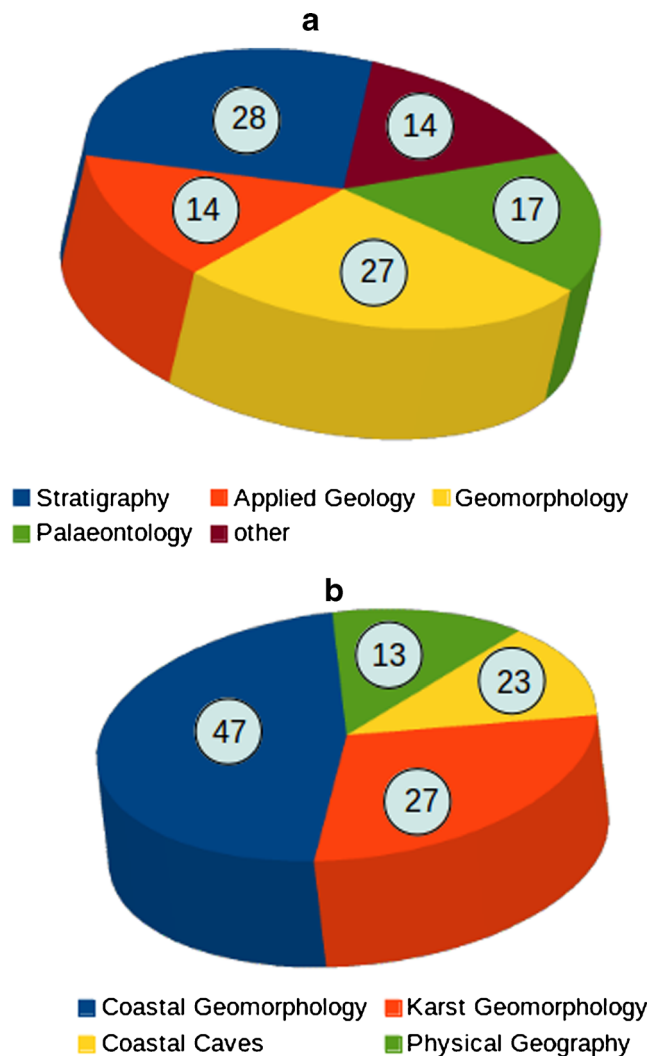 a
28
14
14
17
27
Stratigraphy Applied Geology Geomorphology
Palaeontology other
b
13
23
47
27
Coastal Geomorphology Karst Geomorphology
Coastal Caves Physical Geography